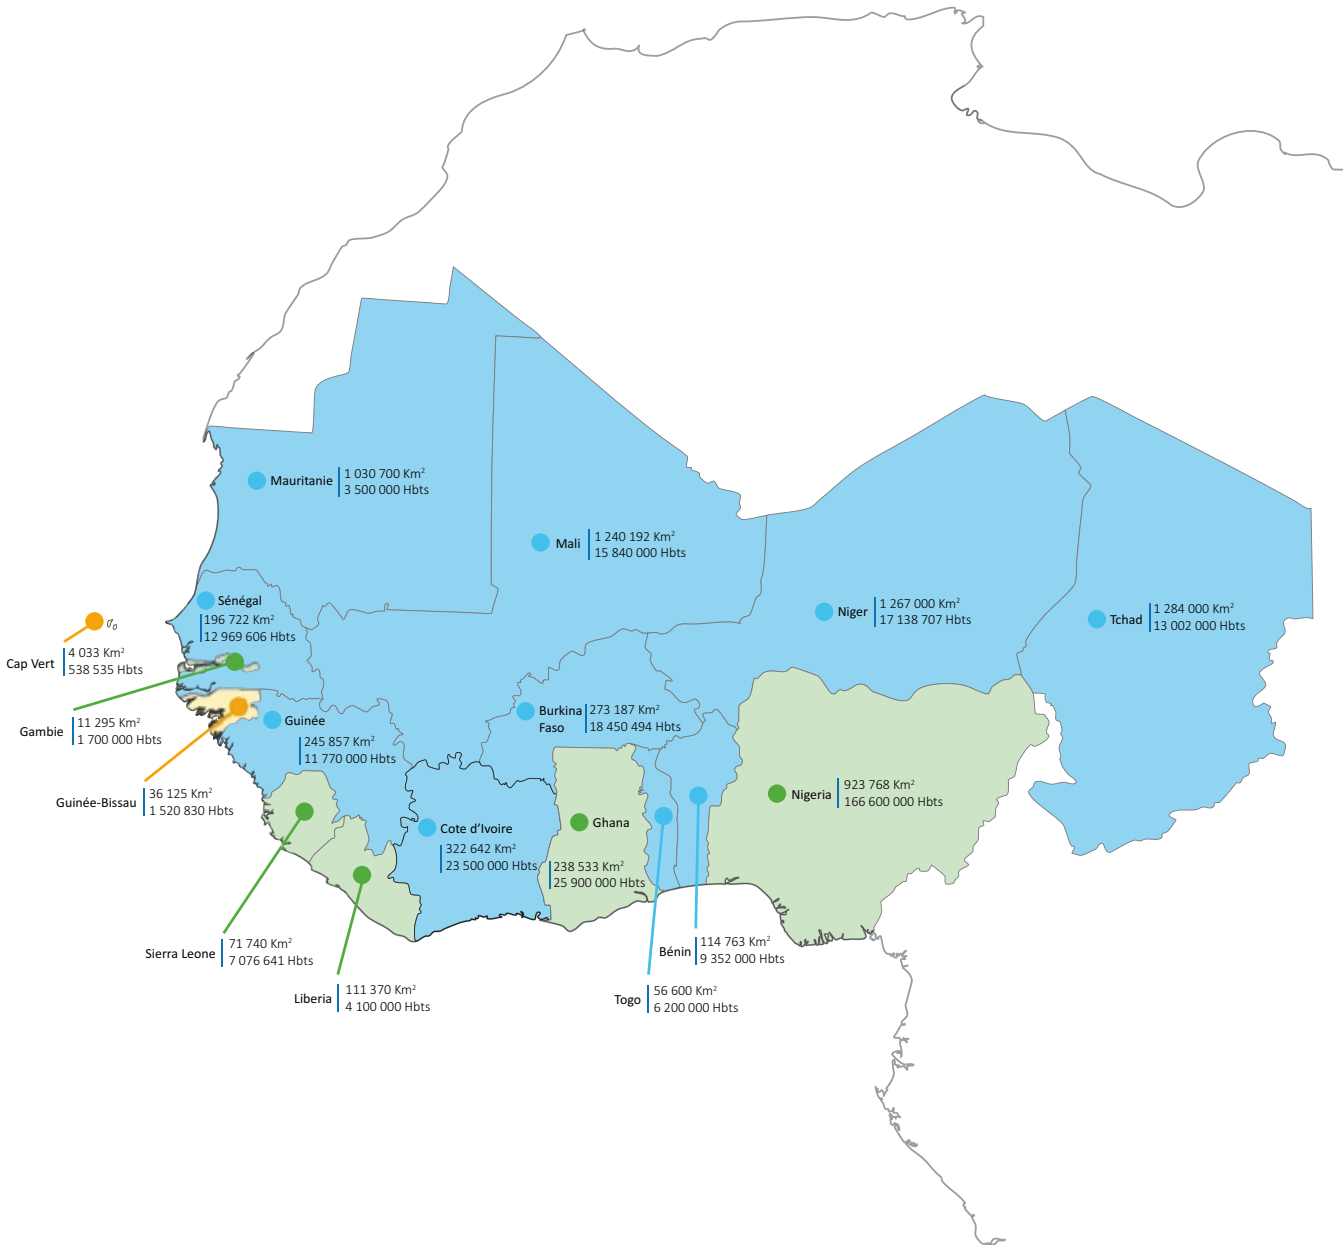 Mauritanie
1 030 700 Km²
3 500 000 Hbts
Mali
1 240 192 Km²
15 840 000 Hbts
Sénégal
196 722 Km²
12 969 606 Hbts
Niger
1 267 000 Km²
17 138 707 Hbts
Tchad
1 284 000 Km²
13 002 000 Hbts
Cap Vert
4 033 Km²
538 535 Hbts
Gambie
11 295 Km²
1 700 000 Hbts
Guinée
245 857 Km²
11 770 000 Hbts
Burkina
Faso
273 187 Km²
18 450 494 Hbts
Guinée-Bissau
36 125 Km²
1 520 830 Hbts
Nigeria
923 768 Km²
166 600 000 Hbts
Cote d’Ivoire
322 642 Km²
23 500 000 Hbts
Ghana
238 533 Km²
25 900 000 Hbts
Sierra Leone
71 740 Km²
7 076 641 Hbts
Bénin
114 763 Km²
9 352 000 Hbts
Liberia
111 370 Km²
4 100 000 Hbts
Togo
56 600 Km²
6 200 000 Hbts